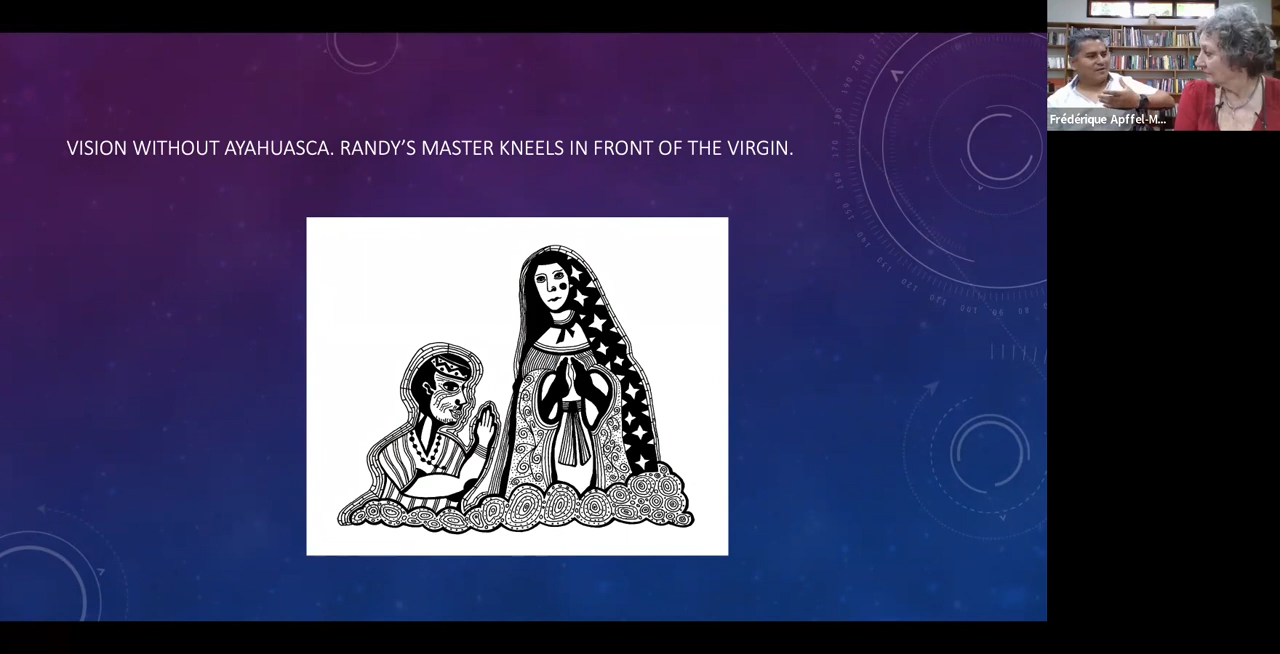 VISION WITHOUT AYAHUASCA. RANDY'S MASTER KNEELS IN FRONT OF THE VIRGIN.
Frédérique Apffel-M...